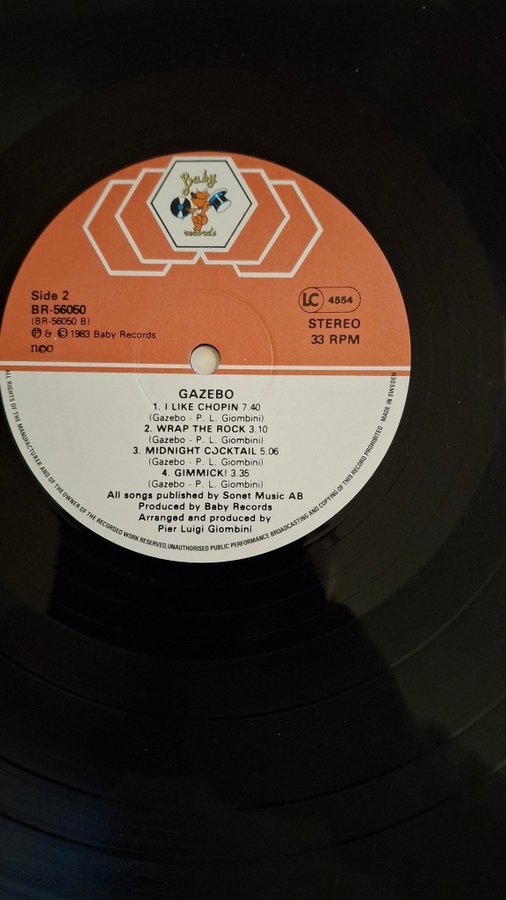 Baby
records
Side 2
BR-56050
(BR-56050 B)
Ⓟ & © 1983 Baby Records
ncb
LC 4554
STEREO
33 RPM
GAZEBO
1. I LIKE CHOPIN 7.40
(Gazebo - P. L. Giombini)
2. WRAP THE ROCK 3.10
(Gazebo - P. L. Giombini)
3. MIDNIGHT CJCKTAIL 5.06
(Gazebo - P. L. Giombini)
4. GIMMICK! 3.35
(Gazebo - P. L. Giombini)
All songs published by Sonet Music AB
Produced by Baby Records
Arranged and produced by
Pier Luigi Giombini
ALL RIGHTS OF THE MANUFACTURER AND OF THE OWNER OF THE RECORDED WORK RESERVED, UNAUTHORISED PUBLIC PERFORMANCE BROADCASTING AND COPYING OF THIS RECORD PROHIBITED MADE IN SWEDEN